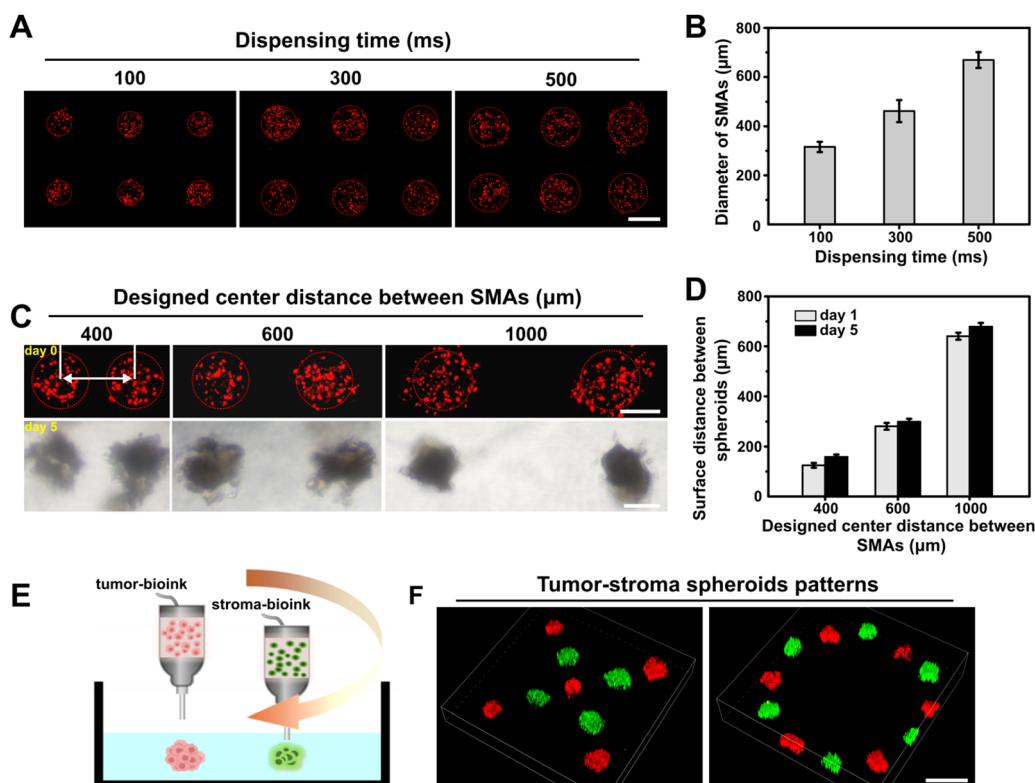 A
Dispensing time (ms)
100 300 500
B
Diameter of SMAs (µm)
800
600
400
200
0
100 300 500
Dispensing time (ms)
C
Designed center distance between SMAs (µm)
400 600 1000
day 0
day 5
D
Surface distance between
spheroids (µm)
800
600
400
200
0
day 1
day 5
400 600 1000
Designed center distance between
SMAs (µm)
E
tumor-bioink
stroma-bioink
F
Tumor-stroma spheroids patterns